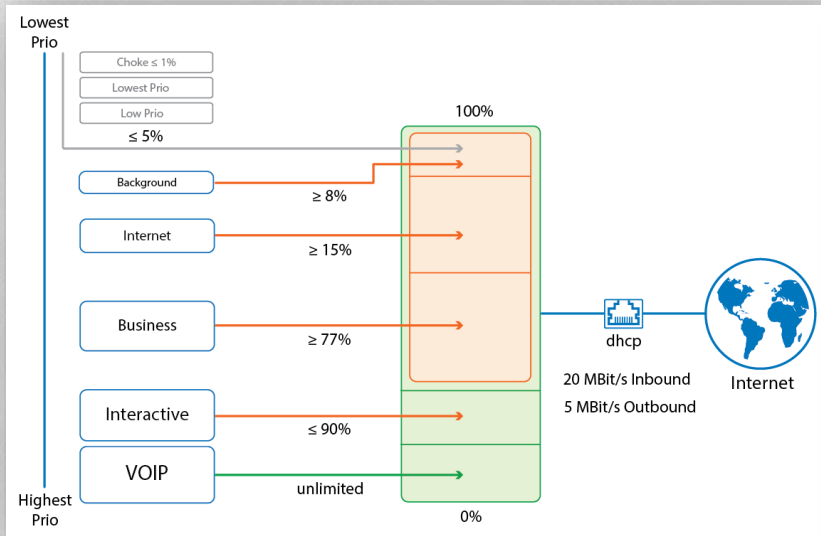 Lowest
Prio
Choke ≤ 1%
Lowest Prio
Low Prio
≤ 5%
100%
Background
≥ 8%
Internet
≥ 15%
Business
≥ 77%
dhcp
Internet
20 MBit/s Inbound
5 MBit/s Outbound
Interactive
≤ 90%
VOIP
unlimited
Highest
Prio
0%